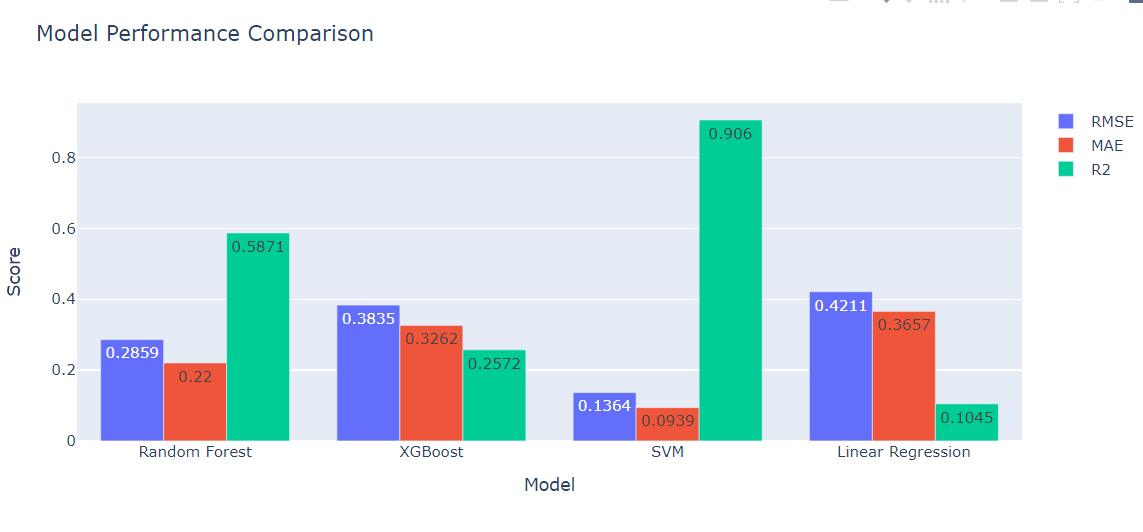 Model Performance Comparison
RMSE
MAE
R2
Score
0.8
0.6
0.4
0.2
0
0.2859
0.22
0.5871
0.3835
0.3262
0.2572
0.1364
0.0939
0.906
0.4211
0.3657
0.1045
Random Forest
XGBoost
SVM
Linear Regression
Model